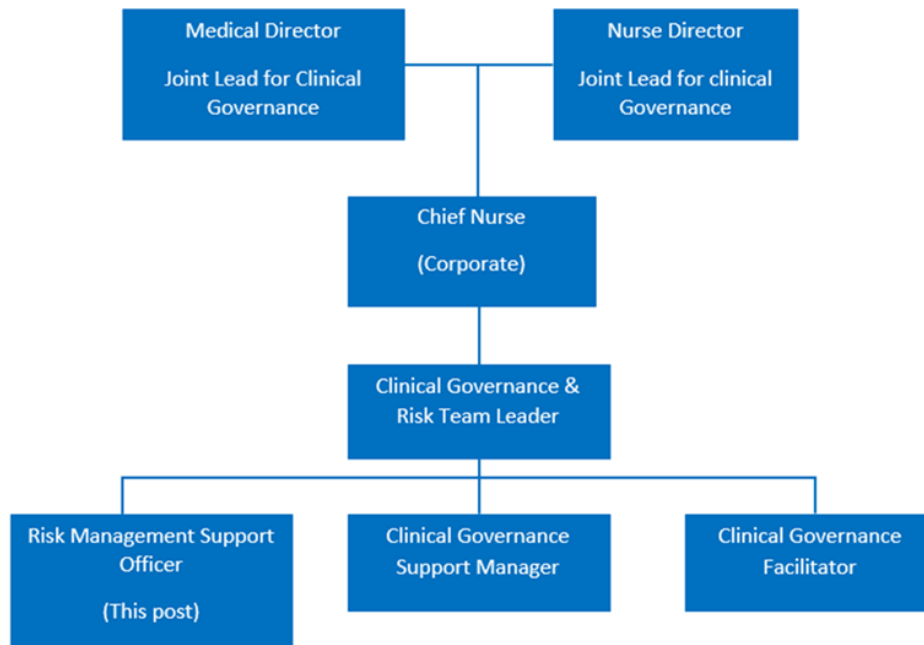 Medical Director
Joint Lead for Clinical
Governance
Nurse Director
Joint Lead for clinical
Governance
Chief Nurse
(Corporate)
Clinical Governance &
Risk Team Leader
Risk Management Support
Officer
(This post)
Clinical Governance
Support Manager
Clinical Governance
Facilitator